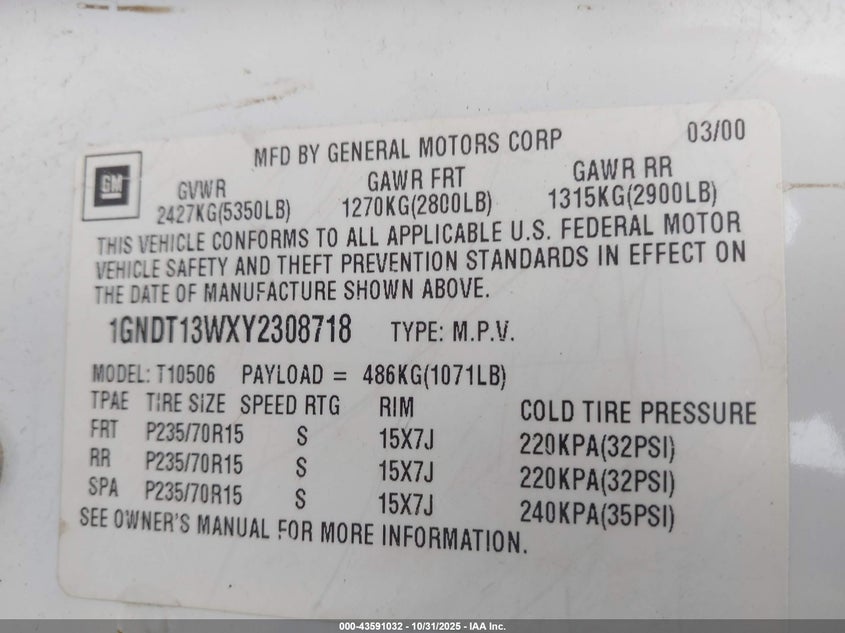 MFD BY GENERAL MOTORS CORP 03/00
GM
GVWR GAWR FRT GAWR RR
2427KG(5350LB) 1270KG(2800LB) 1315KG(2900LB)
THIS VEHICLE CONFORMS TO ALL APPLICABLE U.S. FEDERAL MOTOR
VEHICLE SAFETY AND THEFT PREVENTION STANDARDS IN EFFECT ON
THE DATE OF MANUFACTURE SHOWN ABOVE.
1GNDT13WXY2308718 TYPE: M.P.V.
MODEL: T10506 PAYLOAD = 486KG(1071LB)
TPAE TIRE SIZE SPEED RTG RIM COLD TIRE PRESSURE
FRT P235/70R15 S 15X7J 220KPA(32PSI)
RR P235/70R15 S 15X7J 220KPA(32PSI)
SPA P235/70R15 S 15X7J 240KPA(35PSI)
SEE OWNER'S MANUAL FOR MORE INFORMATION.
000-43591032 - 10/31/2025 - IAA Inc.